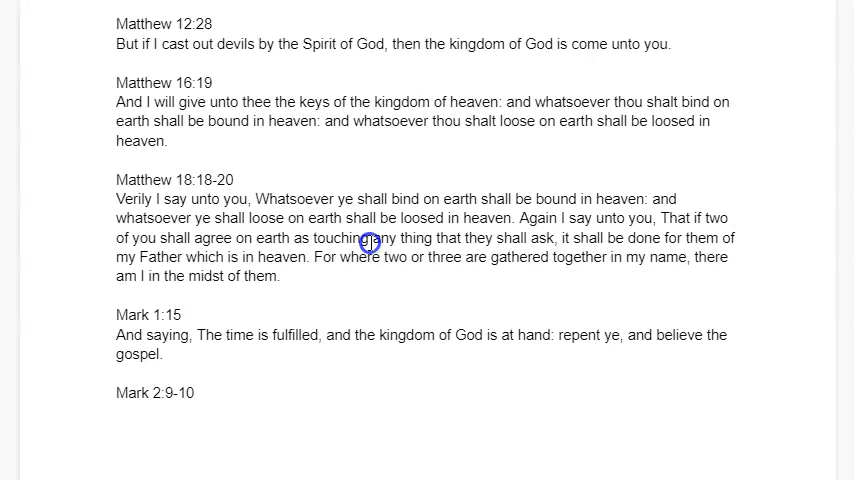 Matthew 12:28
But if I cast out devils by the Spirit of God, then the kingdom of God is come unto you.
Matthew 16:19
And I will give unto thee the keys of the kingdom of heaven: and whatsoever thou shalt bind on
earth shall be bound in heaven: and whatsoever thou shalt loose on earth shall be loosed in
heaven.
Matthew 18:18-20
Verily I say unto you, Whatsoever ye shall bind on earth shall be bound in heaven: and
whatsoever ye shall loose on earth shall be loosed in heaven. Again I say unto you, That if two
of you shall agree on earth as touching any thing that they shall ask, it shall be done for them of
my Father which is in heaven. For where two or three are gathered together in my name, there
am I in the midst of them.
Mark 1:15
And saying, The time is fulfilled, and the kingdom of God is at hand: repent ye, and believe the
gospel.
Mark 2:9-10